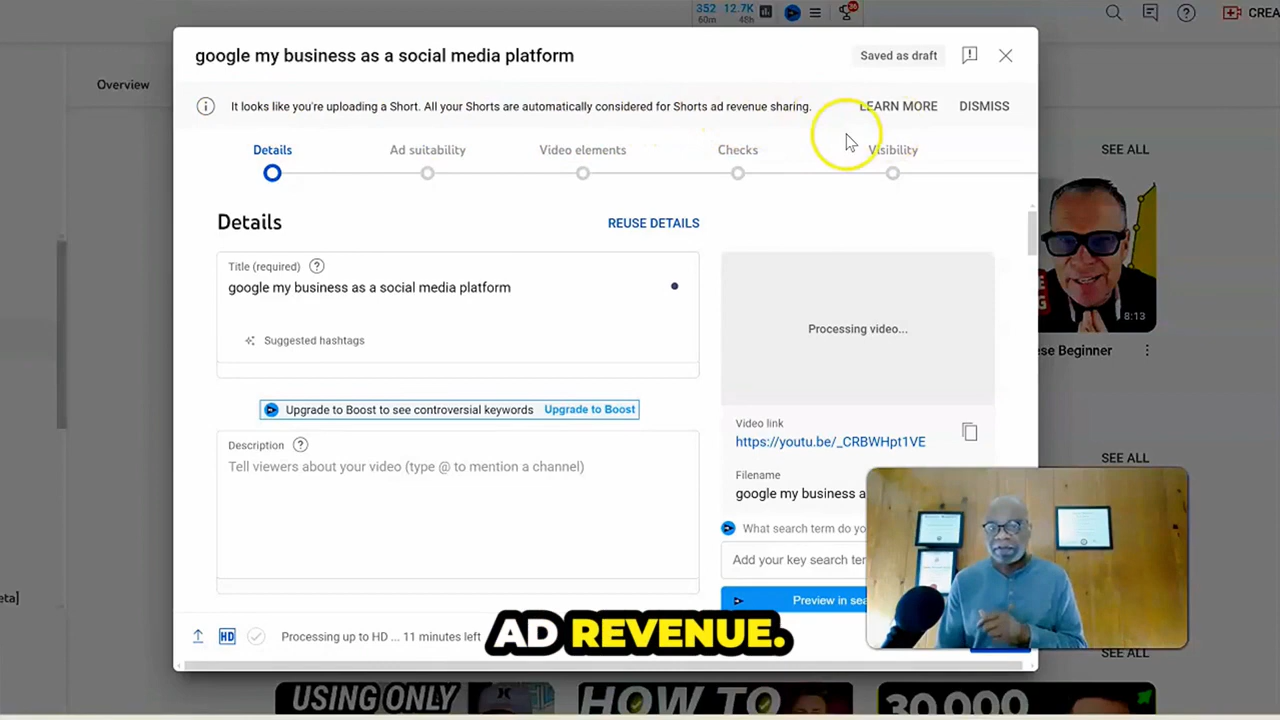 352 12.7K
60m 48h
36
CREA
google my business as a social media platform
Saved as draft
Overview
It looks like you're uploading a Short. All your Shorts are automatically considered for Shorts ad revenue sharing.
LEARN MORE
DISMISS
Details
Ad suitability
Video elements
Checks
Visibility
SEE ALL
Details
REUSE DETAILS
Title (required)
google my business as a social media platform
Suggested hashtags
Processing video...
8:13
ese Beginner
Upgrade to Boost to see controversial keywords Upgrade to Boost
Description
Tell viewers about your video (type @ to mention a channel)
Video link
https://youtu.be/_CRBWHpt1VE
SEE ALL
Filename
google my business a
What search term do yo
Add your key search ter
Preview in sea
eta]
HD
Processing up to HD ... 11 minutes left
AD REVENUE.
SEE ALL
USING ONLY
HOW TO
30,000